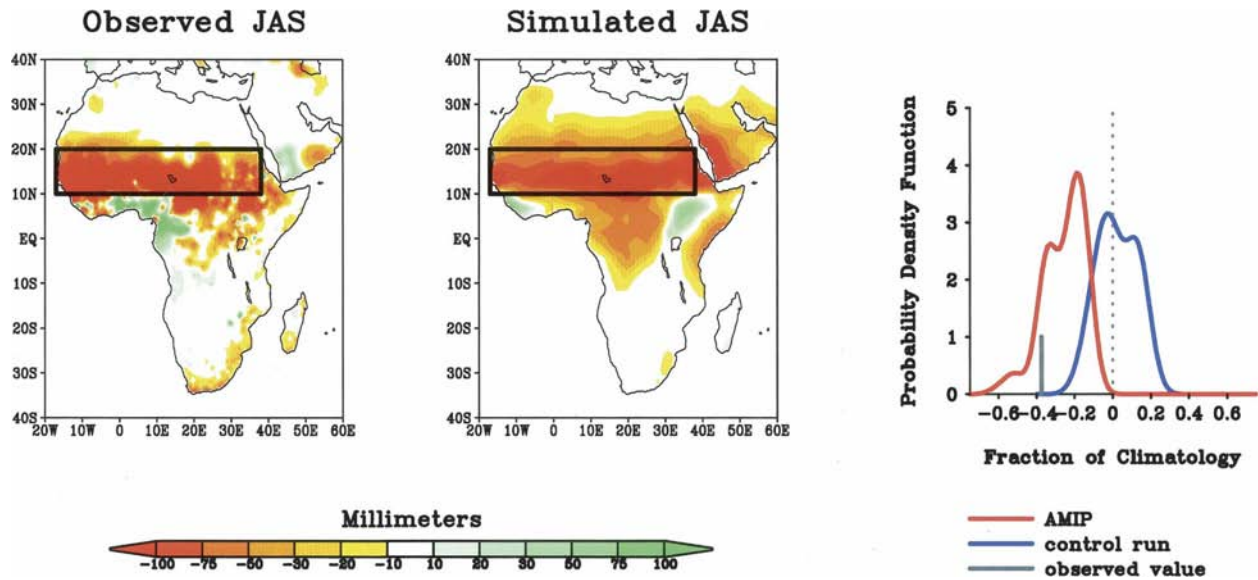 Observed JAS
Simulated JAS
40N
30N
20N
10N
EQ
10S
20S
30S
40S
20W 10W 0 10E 20E 30E 40E 50E 60E
40N
30N
20N
10N
EQ
10S
20S
30S
40S
20W 10W 0 10E 20E 30E 40E 50E 60E
Millimeters
-100 -75 -50 -30 -20 -10 10 20 30 50 75 100
Probability Density Function
5
4
3
2
1
0
-0.6 -0.4 -0.2 0 0.2 0.4 0.6
Fraction of Climatology
AMIP
control run
observed value